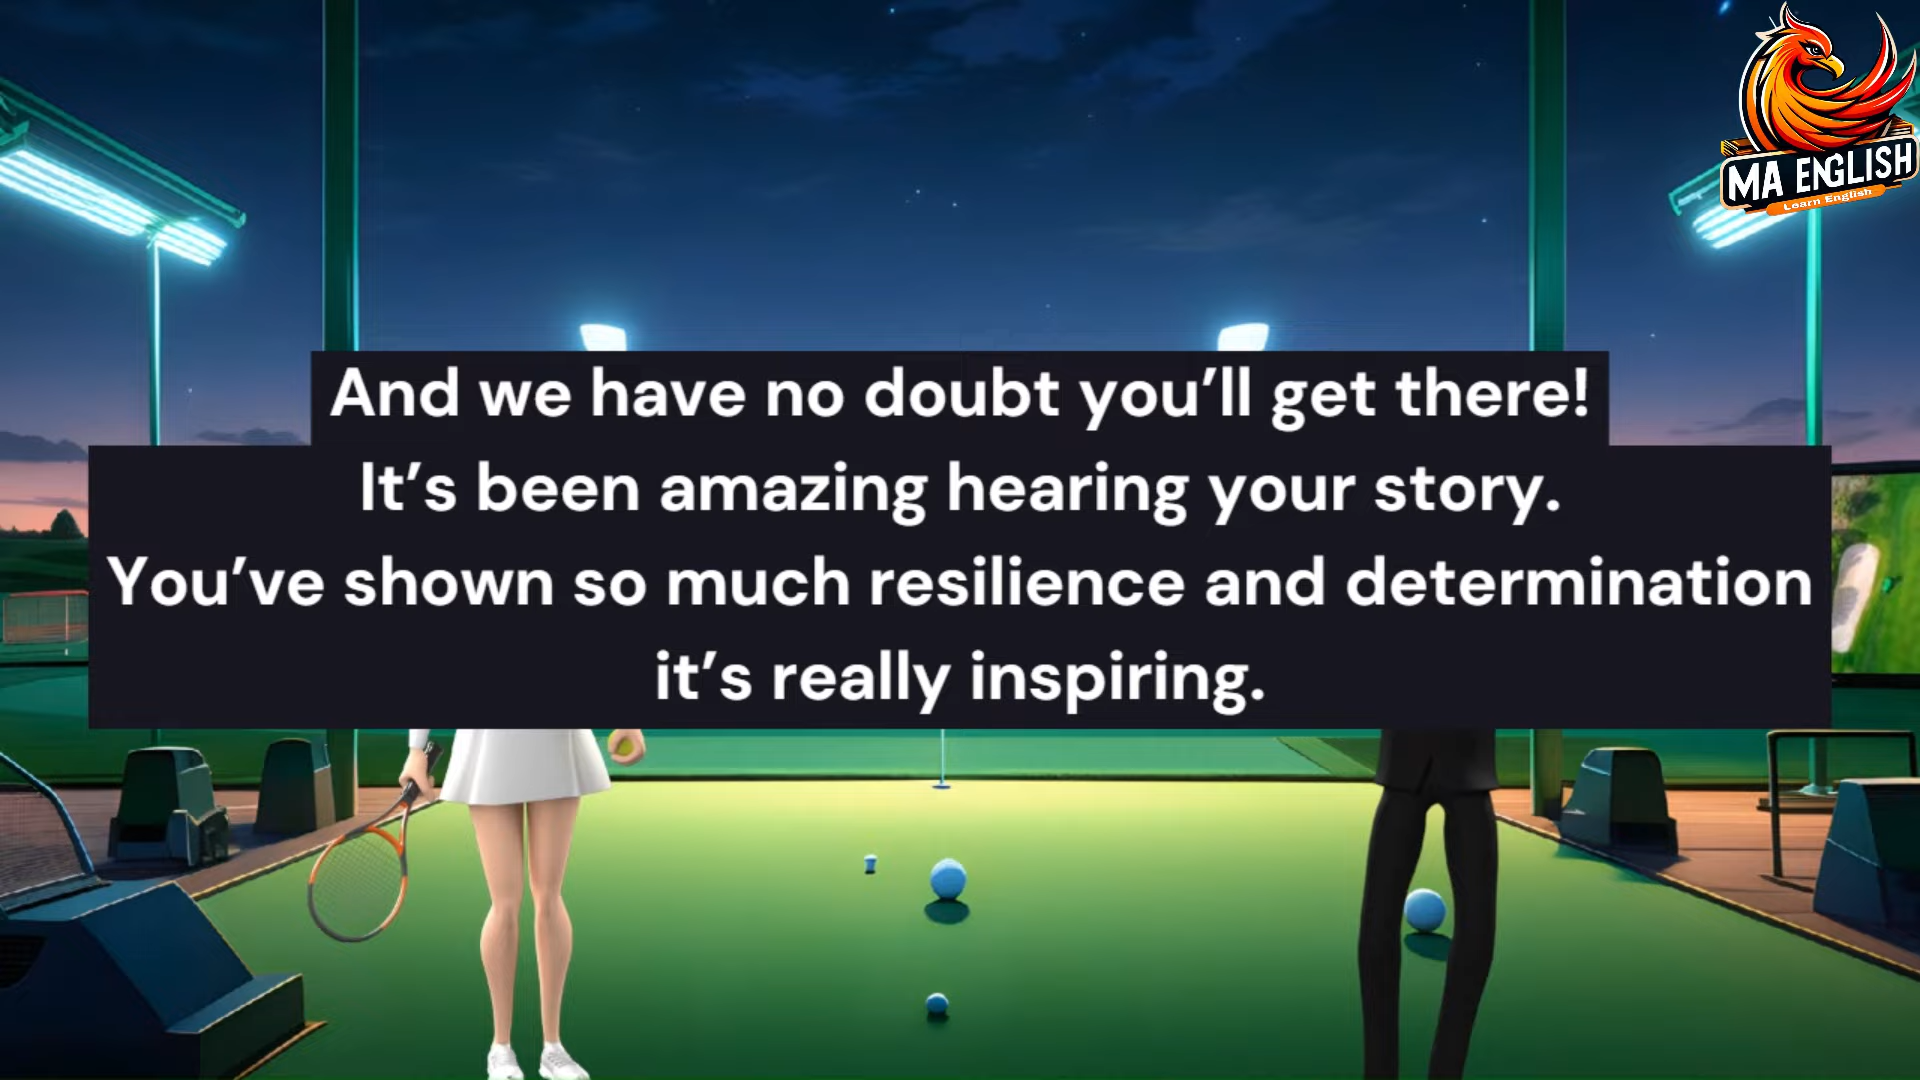 MA ENGLISH
Learn English
And we have no doubt you’ll get there!
It’s been amazing hearing your story.
You’ve shown so much resilience and determination
it’s really inspiring.